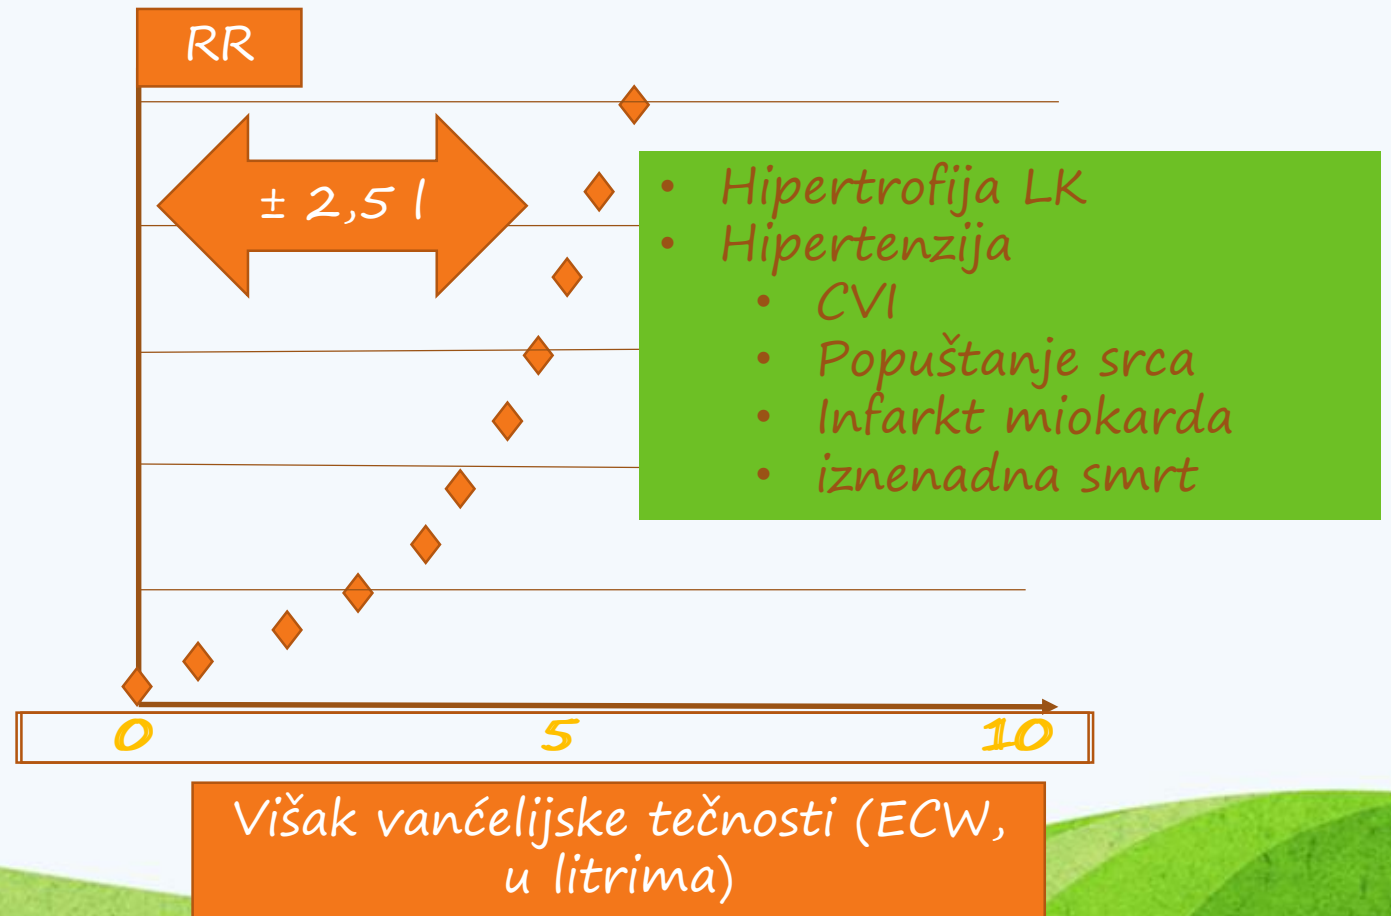 RR
± 2,5 l
• Hipertrofija LK
• Hipertenzija
• CVI
• Popuštanje srca
• Infarkt miokarda
• iznenadna smrt
0 5 10
Višak vanćelijske tečnosti (ECW,
u litrima)